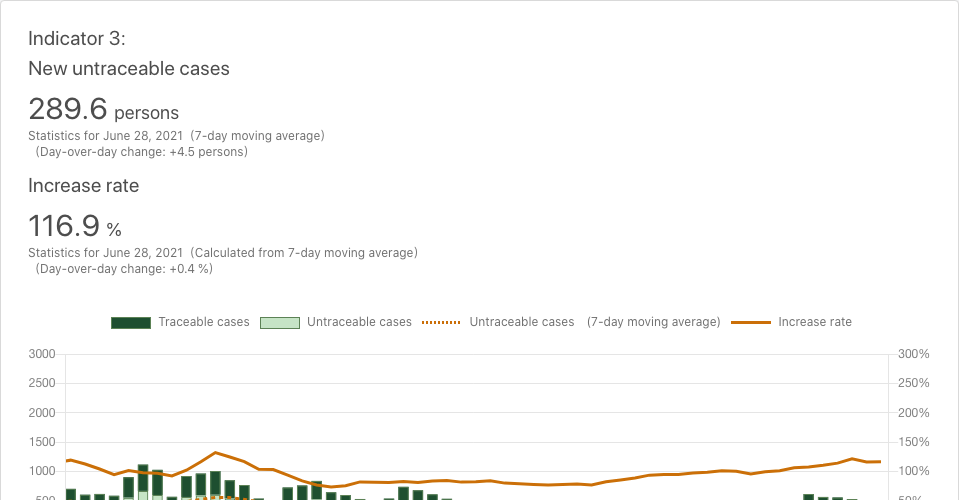 Indicator 3:
New untraceable cases
289.6 persons
Statistics for June 28, 2021 (7-day moving average)
(Day-over-day change: +4.5 persons)
Increase rate
116.9 %
Statistics for June 28, 2021 (Calculated from 7-day moving average)
(Day-over-day change: +0.4 %)
Traceable cases Untraceable cases Untraceable cases (7-day moving average) Increase rate
3000 300%
2500 250%
2000 200%
1500 150%
1000 100%
500 50%